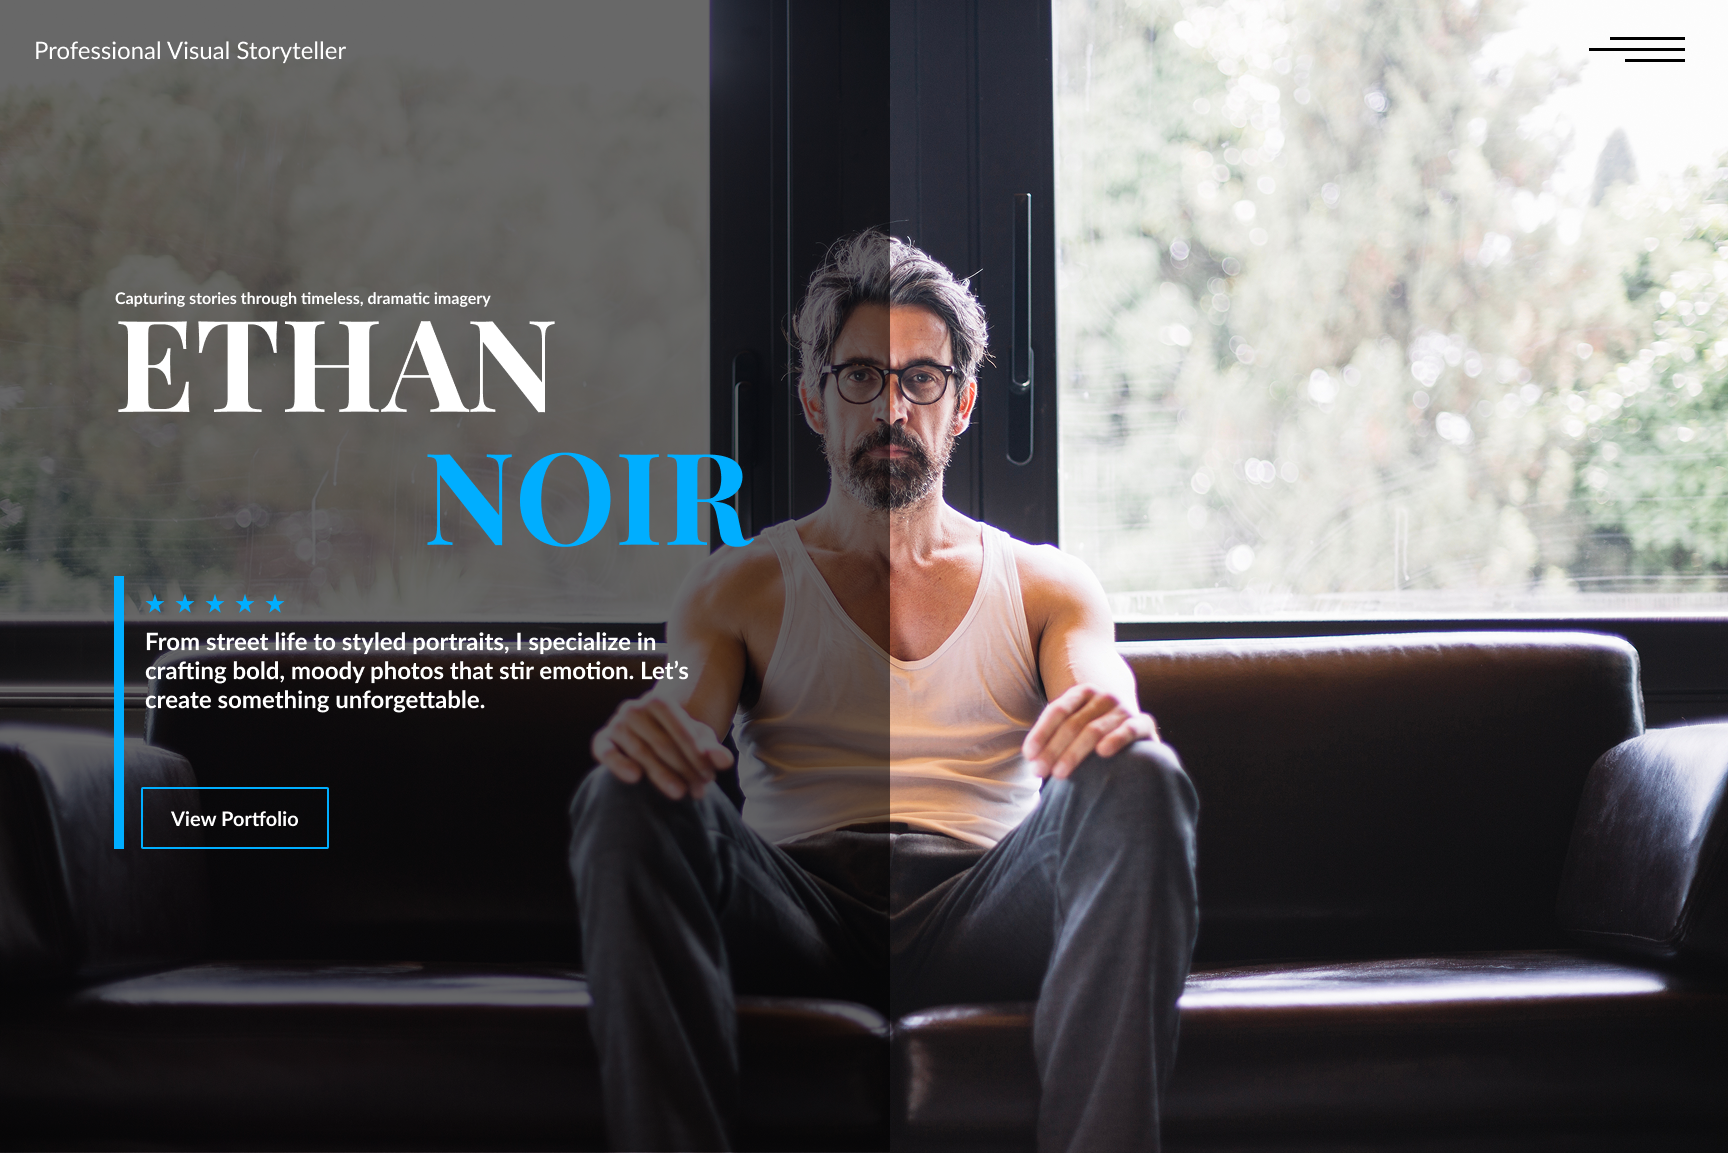 Professional Visual Storyteller
Capturing stories through timeless, dramatic imagery
ETHAN
NOIR
★ ★ ★ ★ ★
From street life to styled portraits, I specialize in
crafting bold, moody photos that stir emotion. Let’s
create something unforgettable.
View Portfolio